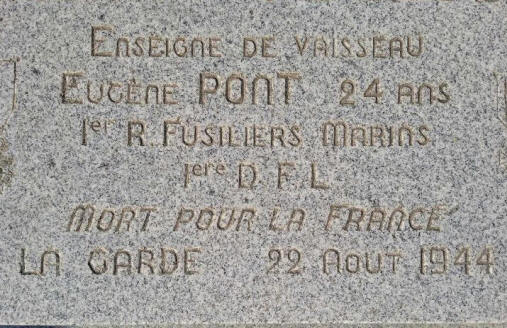 ENSEIGNE DE VAISSEAU
EUGÈNE PONT 24 ANS
1er R. FUSILIERS MARINS
1ère D. F. L.
MORT POUR LA FRANCE
LA GARDE 22 AOUT 1944